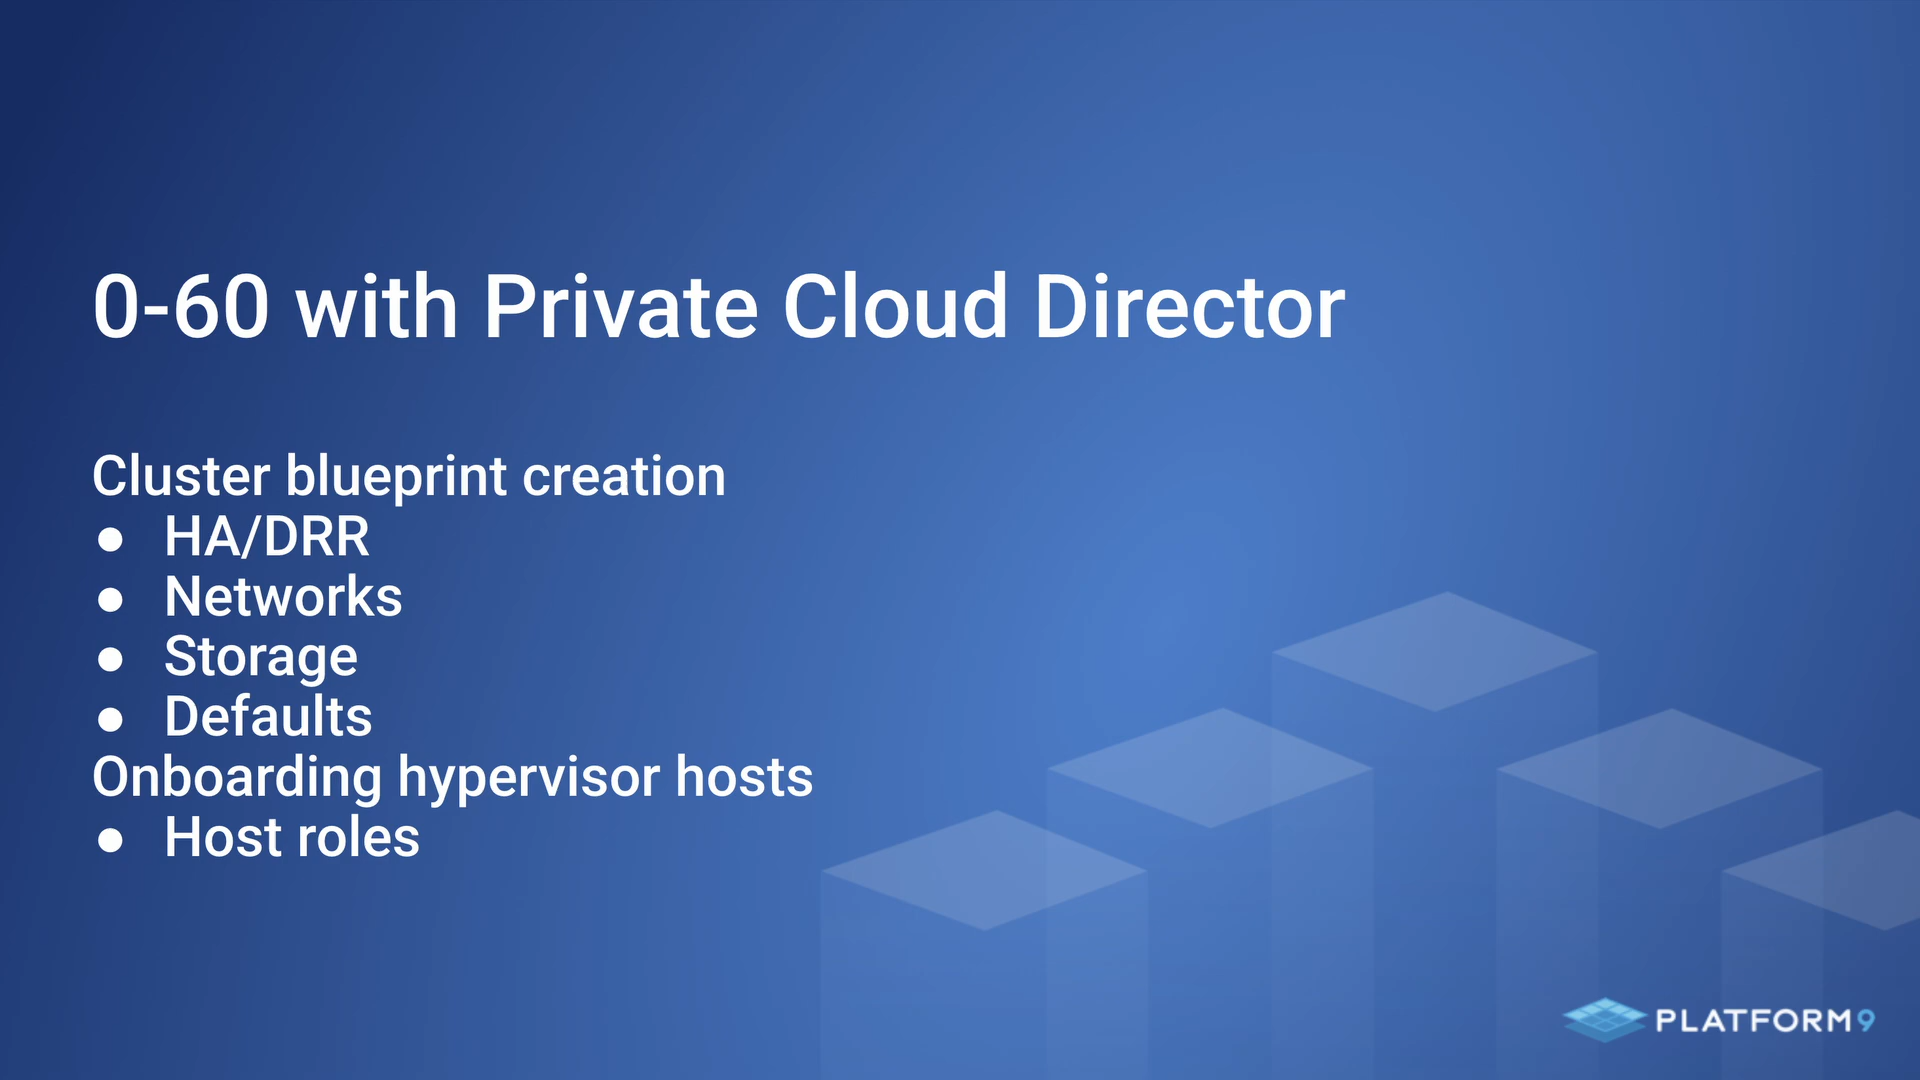 0-60 with Private Cloud Director
Cluster blueprint creation
● HA/DRR
● Networks
● Storage
● Defaults
Onboarding hypervisor hosts
● Host roles
PLATFORM9